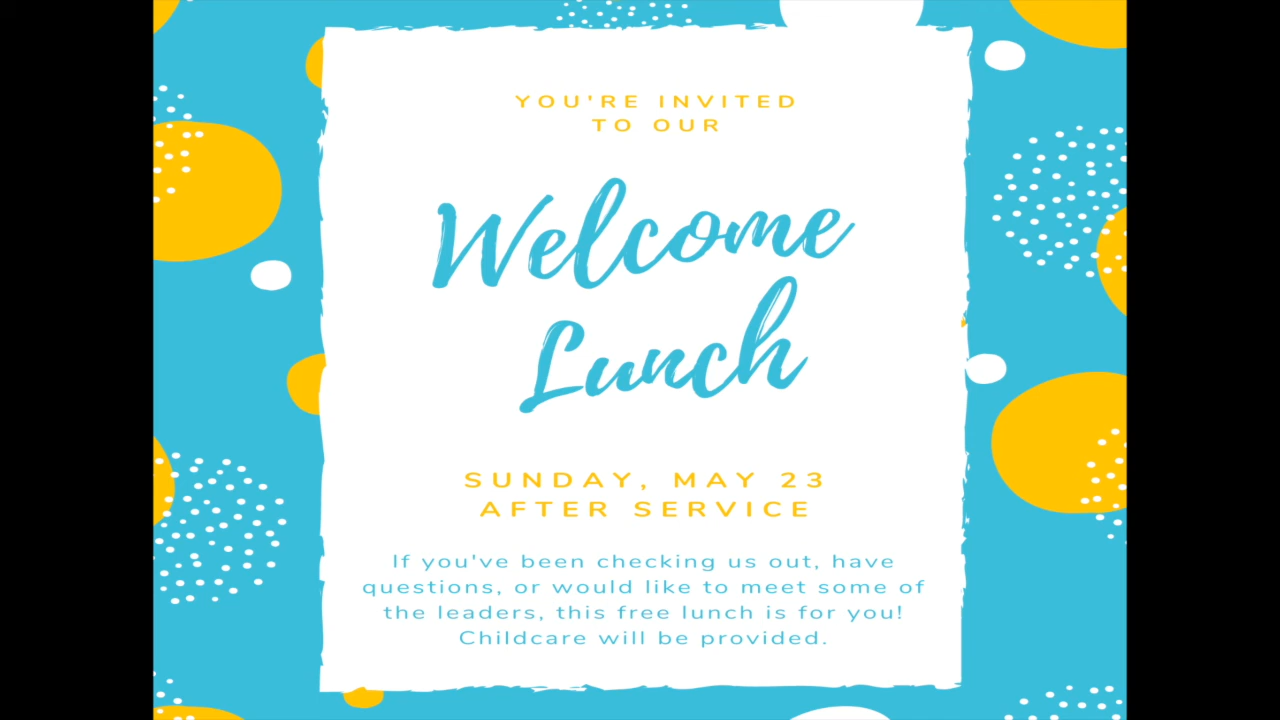 YOU'RE INVITED
TO OUR
Welcome
Lunch
SUNDAY, MAY 23
AFTER SERVICE
If you've been checking us out, have
questions, or would like to meet some of
the leaders, this free lunch is for you!
Childcare will be provided.